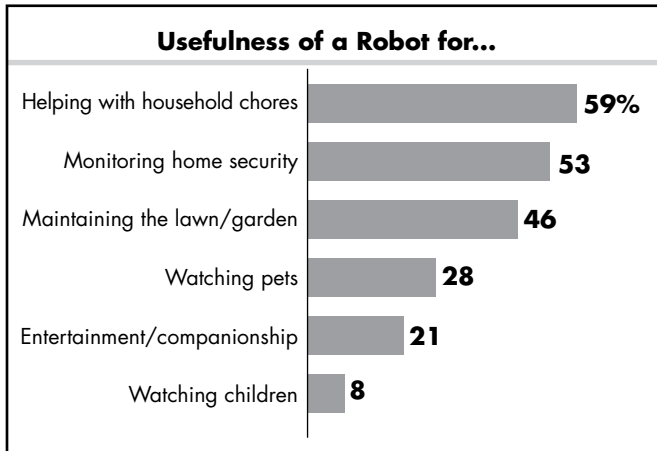 Usefulness of a Robot for...
Helping with household chores 59%
Monitoring home security 53
Maintaining the lawn/garden 46
Watching pets 28
Entertainment/companionship 21
Watching children 8